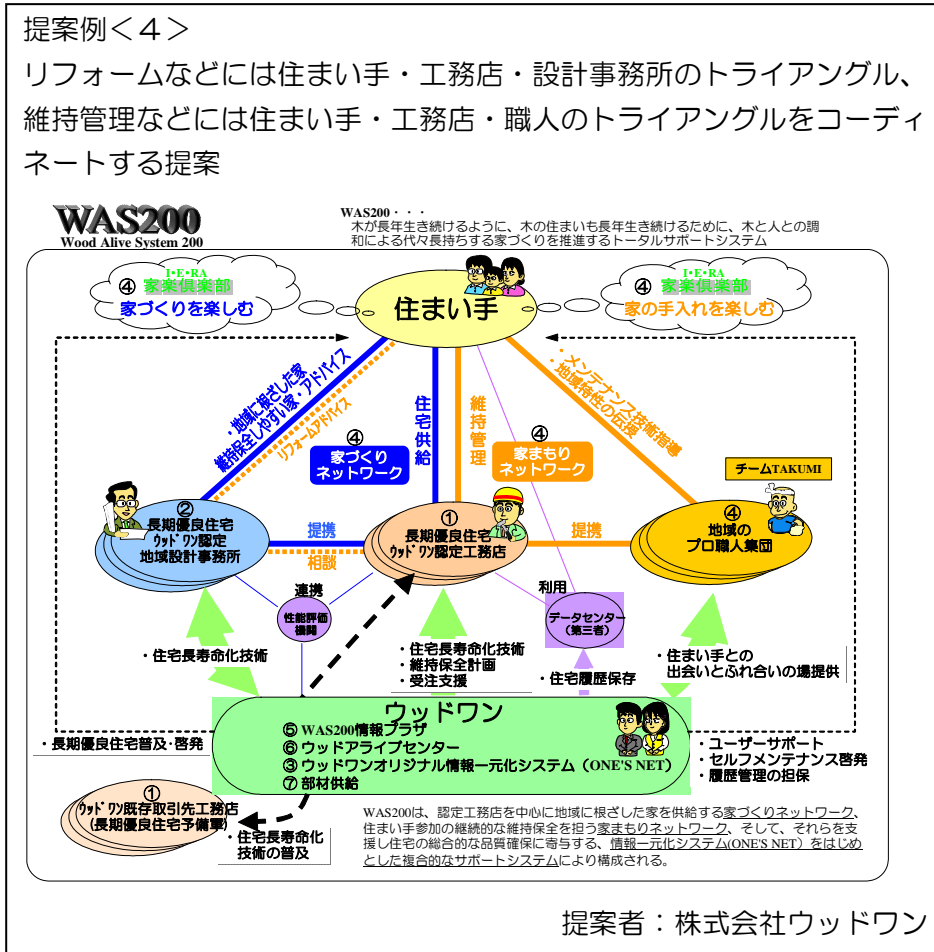 提案例＜４＞
リフォームなどには住まい手・工務店・設計事務所のトライアングル、
維持管理などには住まい手・工務店・職人のトライアングルをコーディ
ネートする提案
WAS200
Wood Alive System 200
WAS200・・・
木が長年生き続けるように、木の住まいも長年生き続けるために、木と人との調
和による代々長持ちする家づくりを推進するトータルサポートシステム
I・E・RA
④ 家楽倶楽部
家づくりを楽しむ
住まい手
I・E・RA
④ 家楽倶楽部
家の手入れを楽しむ
・地域に根ざした家
維持保全しやすい家・アドバイス
リフォームアドバイス
住宅供給
維持管理
・メンテナンス技術指導
・地域特性の伝授
④
家づくり
ネットワーク
④
家まもり
ネットワーク
チームTAKUMI
②
長期優良住宅
ウッドワン認定
地域設計事務所
提携
相談
①
長期優良住宅
ウッドワン認定工務店
提携
④
地域の
プロ職人集団
連携
性能評価
機関
利用
データセンター
（第三者）
・住宅長寿命化技術
・住宅長寿命化技術
・維持保全計画
・受注支援
・住宅履歴保存
・住まい手との
出会いとふれ合いの場提供
ウッドワン
⑤ WAS200情報プラザ
⑥ ウッドアライブセンター
③ ウッドワンオリジナル情報一元化システム（ONE'S NET）
⑦ 部材供給
・長期優良住宅普及・啓発
・ユーザーサポート
・セルフメンテナンス啓発
・履歴管理の担保
①
ウッドワン既存取引先工務店
(長期優良住宅予備軍)
・住宅長寿命化
技術の普及
WAS200は、認定工務店を中心に地域に根ざした家を供給する家づくりネットワーク、
住まい手参加の継続的な維持保全を担う家まもりネットワーク、そして、それらを支
援し住宅の総合的な品質確保に寄与する、情報一元化システム(ONE'S NET）をはじめ
とした複合的なサポートシステムにより構成される。
提案者：株式会社ウッドワン